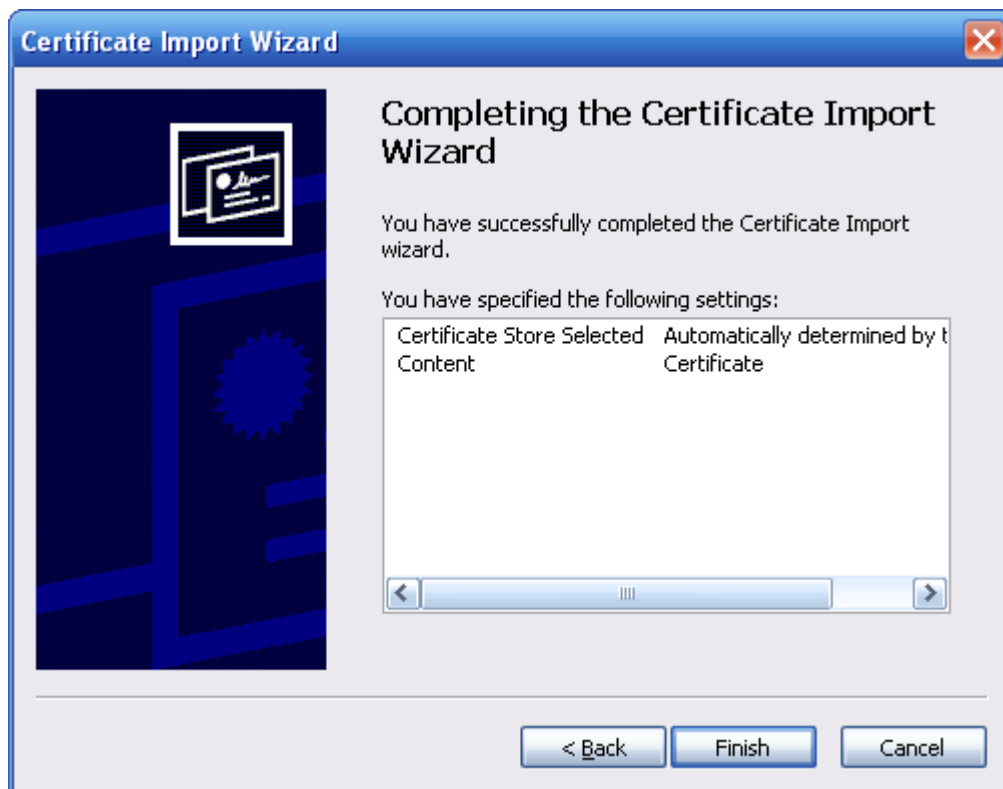 Certificate Import Wizard
Completing the Certificate Import
Wizard
You have successfully completed the Certificate Import
wizard.
You have specified the following settings:
Certificate Store Selected Automatically determined by t
Content Certificate
< Back Finish Cancel